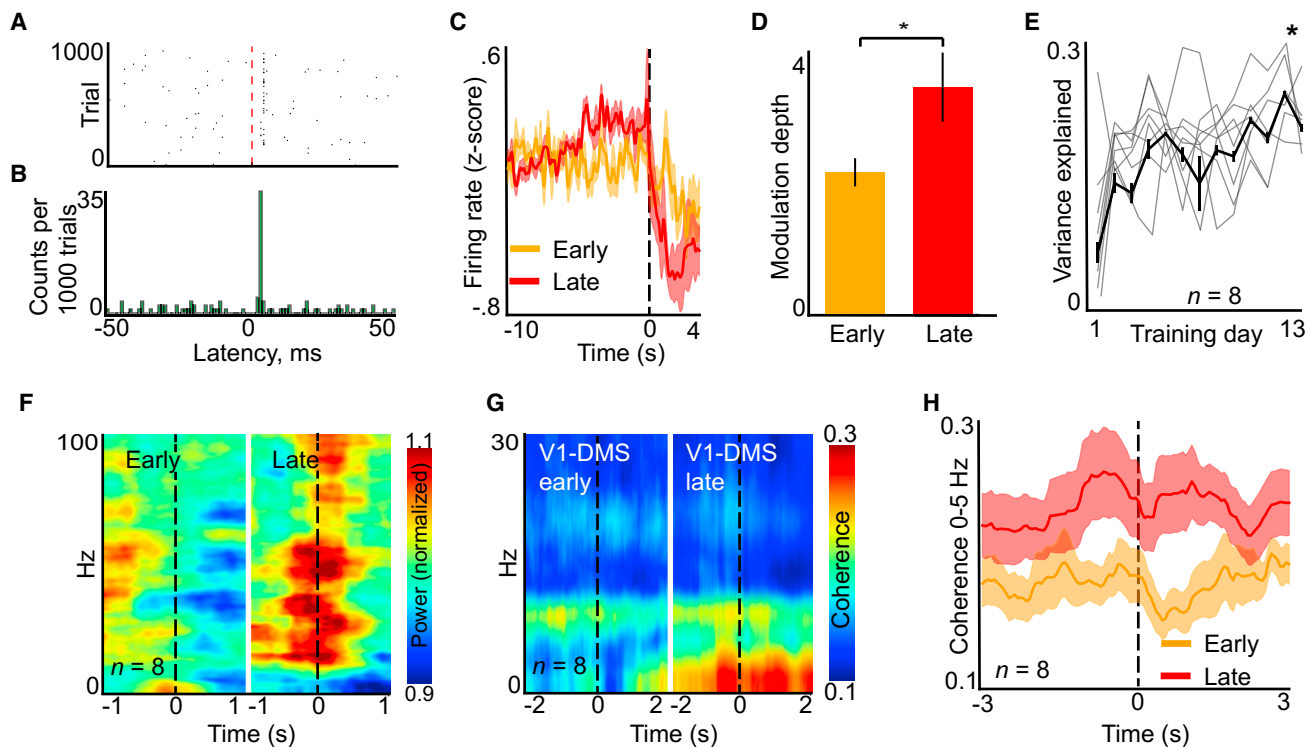 A
1000
Trial
0
B
35
Counts per
1000 trials
0
-50
0
50
Latency, ms
C
.6
Firing rate (z-score)
-.8
Early
Late
-10
0
4
Time (s)
D
*
4
Modulation depth
0
Early
Late
E
*
0.3
Variance explained
0
n = 8
1
Training day
13
F
100
Hz
0
Early
Late
n = 8
-1
0
1
-1
0
1
Time (s)
1.1
Power (normalized)
0.9
G
30
Hz
0
V1-DMS
early
V1-DMS
late
n = 8
-2
0
2
-2
0
2
Time (s)
0.3
Coherence
0.1
H
0.3
Coherence 0-5 Hz
0.1
n = 8
Early
Late
-3
0
3
Time (s)